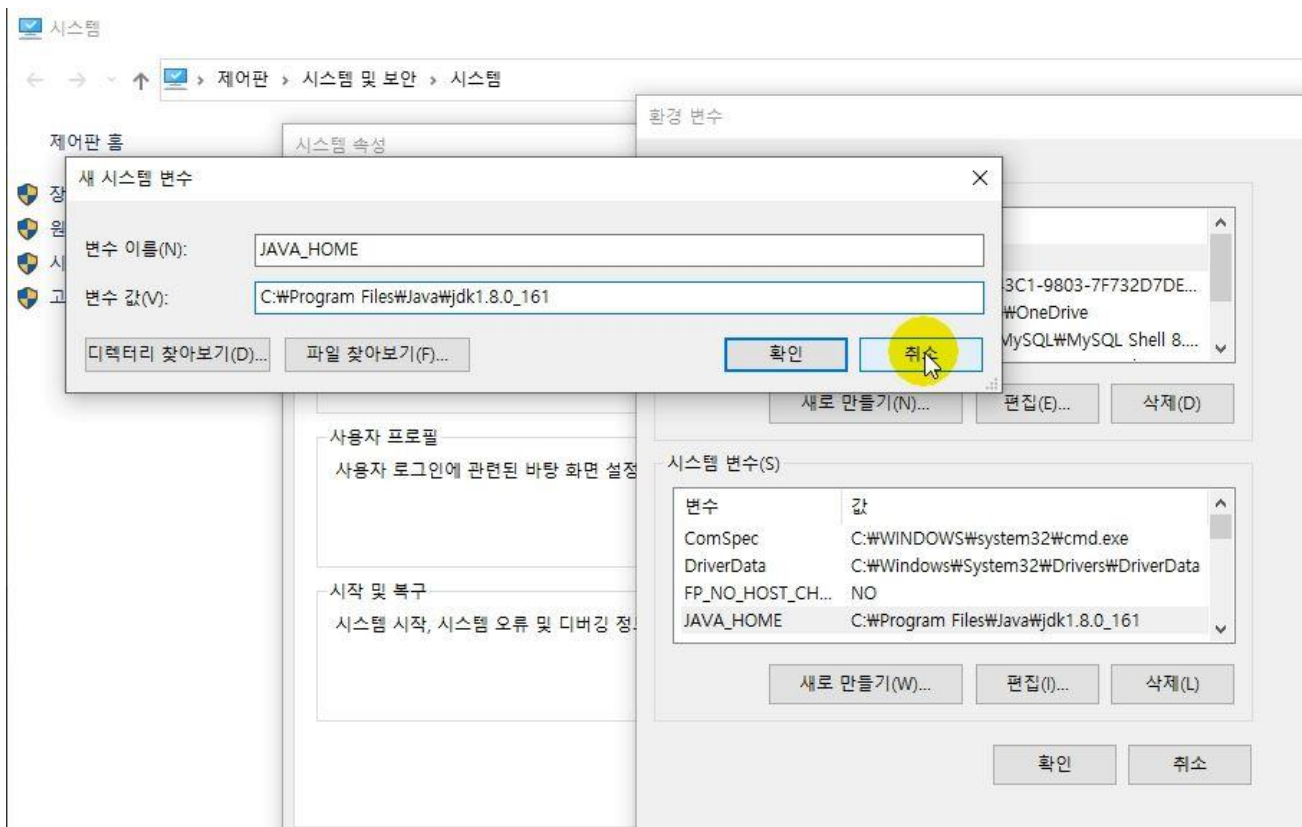 시스템
제어판 › 시스템 및 보안 › 시스템
제어판 홈
장
원
시
고
시스템 속성
환경 변수
새 시스템 변수
변수 이름(N):
JAVA_HOME
변수 값(V):
C:₩Program Files₩Java₩jdk1.8.0_161
디렉터리 찾아보기(D)...
파일 찾아보기(F)...
확인
취소
3C1-9803-7F732D7DE...
₩OneDrive
MySQL₩MySQL Shell 8....
새로 만들기(N)...
편집(E)...
삭제(D)
사용자 프로필
사용자 로그인에 관련된 바탕 화면 설정
시작 및 복구
시스템 시작, 시스템 오류 및 디버깅 정
시스템 변수(S)
변수 값
ComSpec C:₩WINDOWS₩system32₩cmd.exe
DriverData C:₩Windows₩System32₩Drivers₩DriverData
FP_NO_HOST_CH... NO
JAVA_HOME C:₩Program Files₩Java₩jdk1.8.0_161
새로 만들기(W)...
편집(I)...
삭제(L)
확인
취소